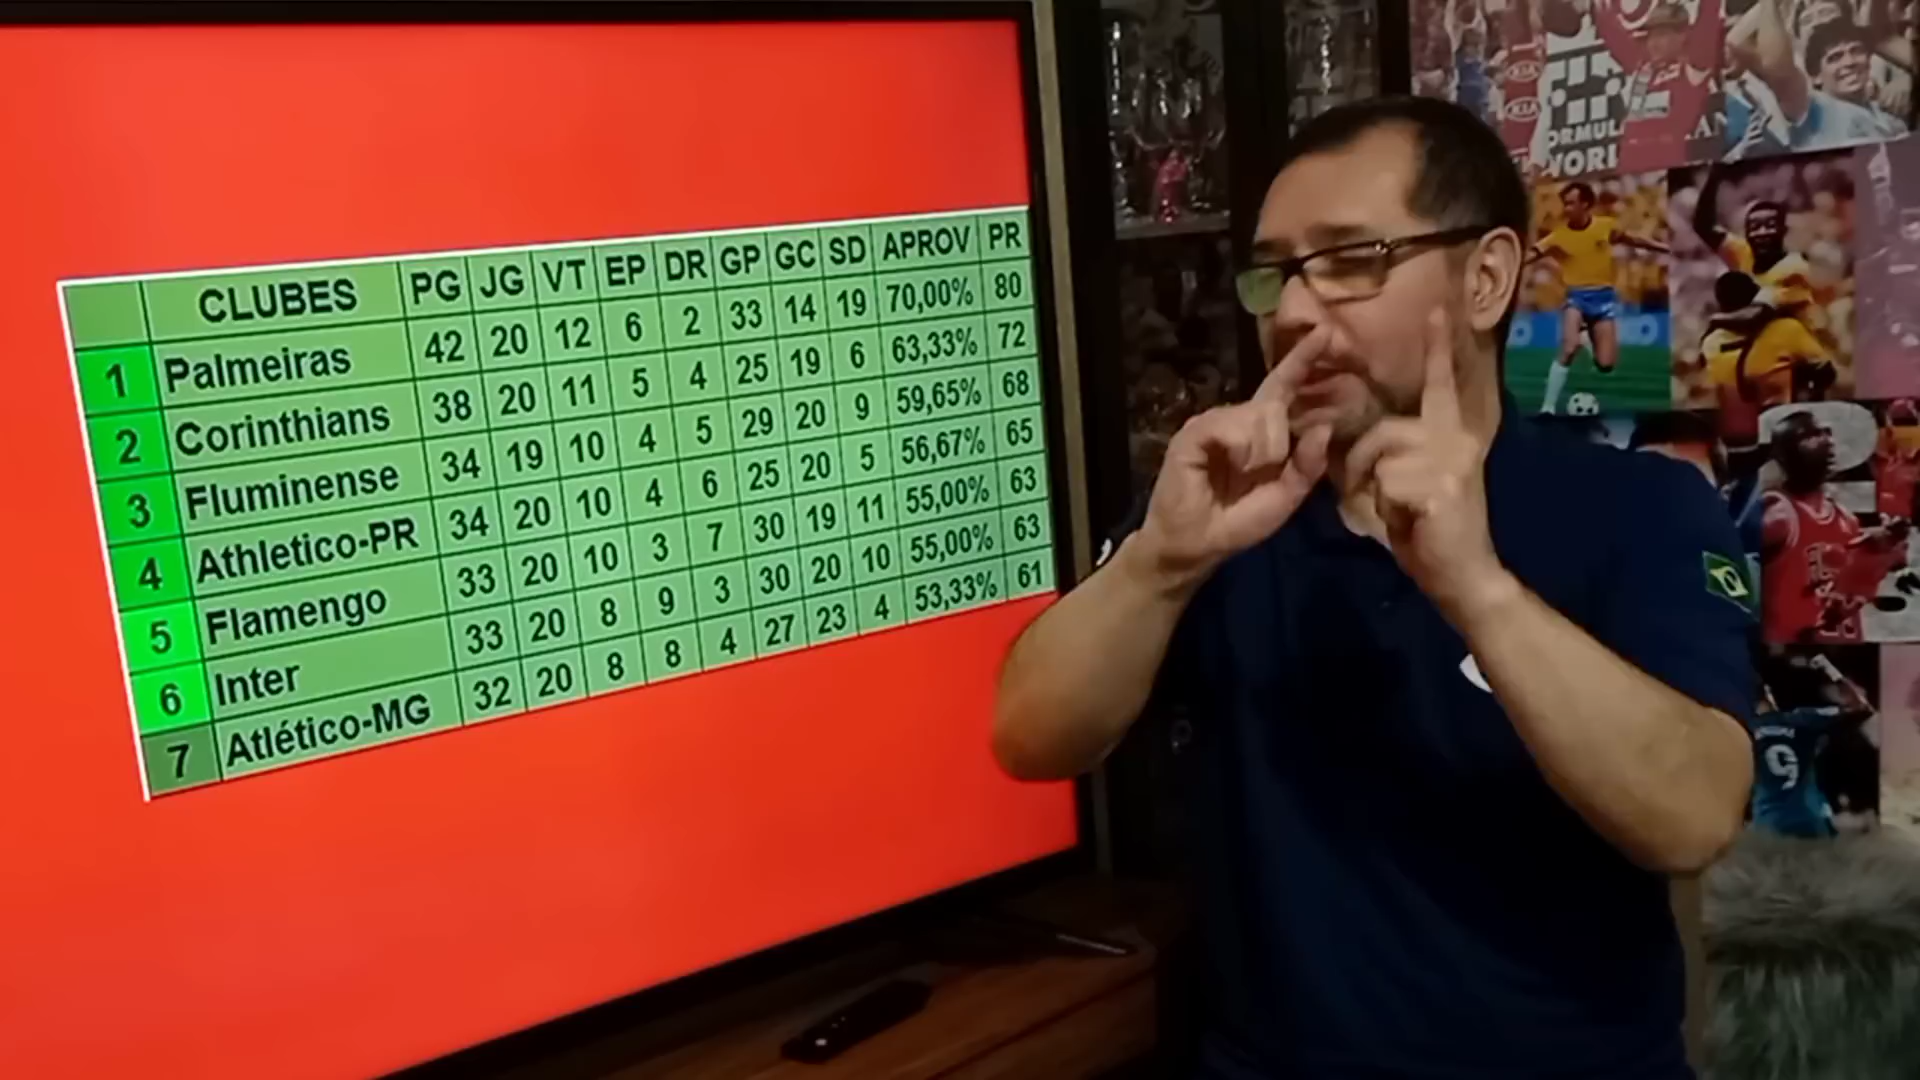 CLUBES PG JG VT EP DR GP GC SD APROV PR
1 Palmeiras 42 20 12 6 2 33 14 19 70,00% 80
2 Corinthians 38 20 11 5 4 25 19 6 63,33% 72
3 Fluminense 34 19 10 4 5 29 20 9 59,65% 68
4 Athletico-PR 34 20 10 4 6 25 20 5 56,67% 65
5 Flamengo 33 20 10 3 7 30 19 11 55,00% 63
6 Inter 33 20 8 9 3 30 20 10 55,00% 63
7 Atlético-MG 32 20 8 8 4 27 23 4 53,33% 61
KIA
KIA
WORL
9